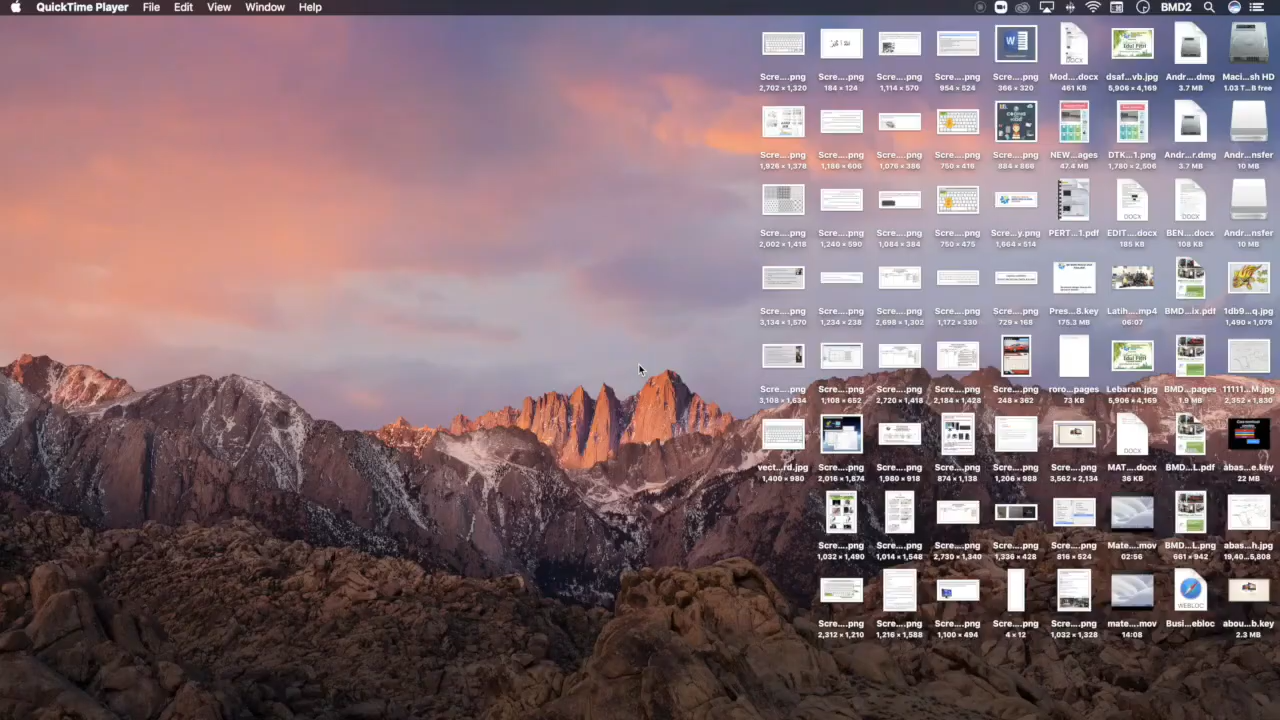 QuickTime Player File Edit View Window Help BMD2
Scre....png Scre....png Scre....png Scre....png Scre....png Mod....docx dsaf...vb.jpg Andr...dmg Maci...sh HD
2,702 × 1,320 184 × 124 1,114 × 570 954 × 524 366 × 320 461 KB 5,906 × 4,169 3.7 MB 1.03 T...B free
Scre....png Scre....png Scre....png Scre....png Scre....png NEW...ages DTK...1.png Andr...r.dmg Andr...nsfer
1,926 × 1,378 1,186 × 606 1,076 × 386 750 × 416 884 × 866 47.4 MB 1,780 × 2,506 3.7 MB 10 MB
Scre....png Scre....png Scre....png Scre....png Scre...y.png PERT...1.pdf EDIT....docx BEN....docx Andr...nsfer
2,002 × 1,418 1,240 × 590 1,084 × 384 750 × 475 1,664 × 514 185 KB 108 KB 10 MB
Scre....png Scre....png Scre....png Scre....png Scre....png Pres...8.key Latih...mp4 BMD...ix.pdf 1db9...q.jpg
3,134 × 1,570 1,234 × 238 2,698 × 1,302 1,172 × 330 729 × 168 175.3 MB 06:07 1,490 × 1,079
Scre....png Scre....png Scre....png Scre....png Scre....png roro...pages Lebaran.jpg BMD...pages 11111...M.jpg
3,108 × 1,634 1,108 × 652 2,720 × 1,418 2,184 × 1,428 248 × 362 73 KB 5,906 × 4,169 1.9 MB 2,352 × 1,830
vect...rd.jpg Scre....png Scre....png Scre....png Scre....png Scre....png MAT....docx BMD...L.pdf abas...e.key
1,400 × 980 2,016 × 1,874 1,980 × 918 874 × 1,138 1,206 × 988 3,562 × 2,134 36 KB 22 MB
Scre....png Scre....png Scre....png Scre....png Scre....png Mate....mov BMD...L.png abas...h.jpg
1,032 × 1,490 1,014 × 1,548 2,730 × 1,340 1,336 × 428 816 × 524 02:56 661 × 942 19,40...5,808
Scre....png Scre....png Scre....png Scre....png Scre....png mate....mov Busi...ebloc abou...b.key
2,312 × 1,210 1,216 × 1,588 1,100 × 494 4 × 12 1,032 × 1,328 14:08 2.3 MB
DOCX
DOCX
DOCX
DOCX
WEBLOC